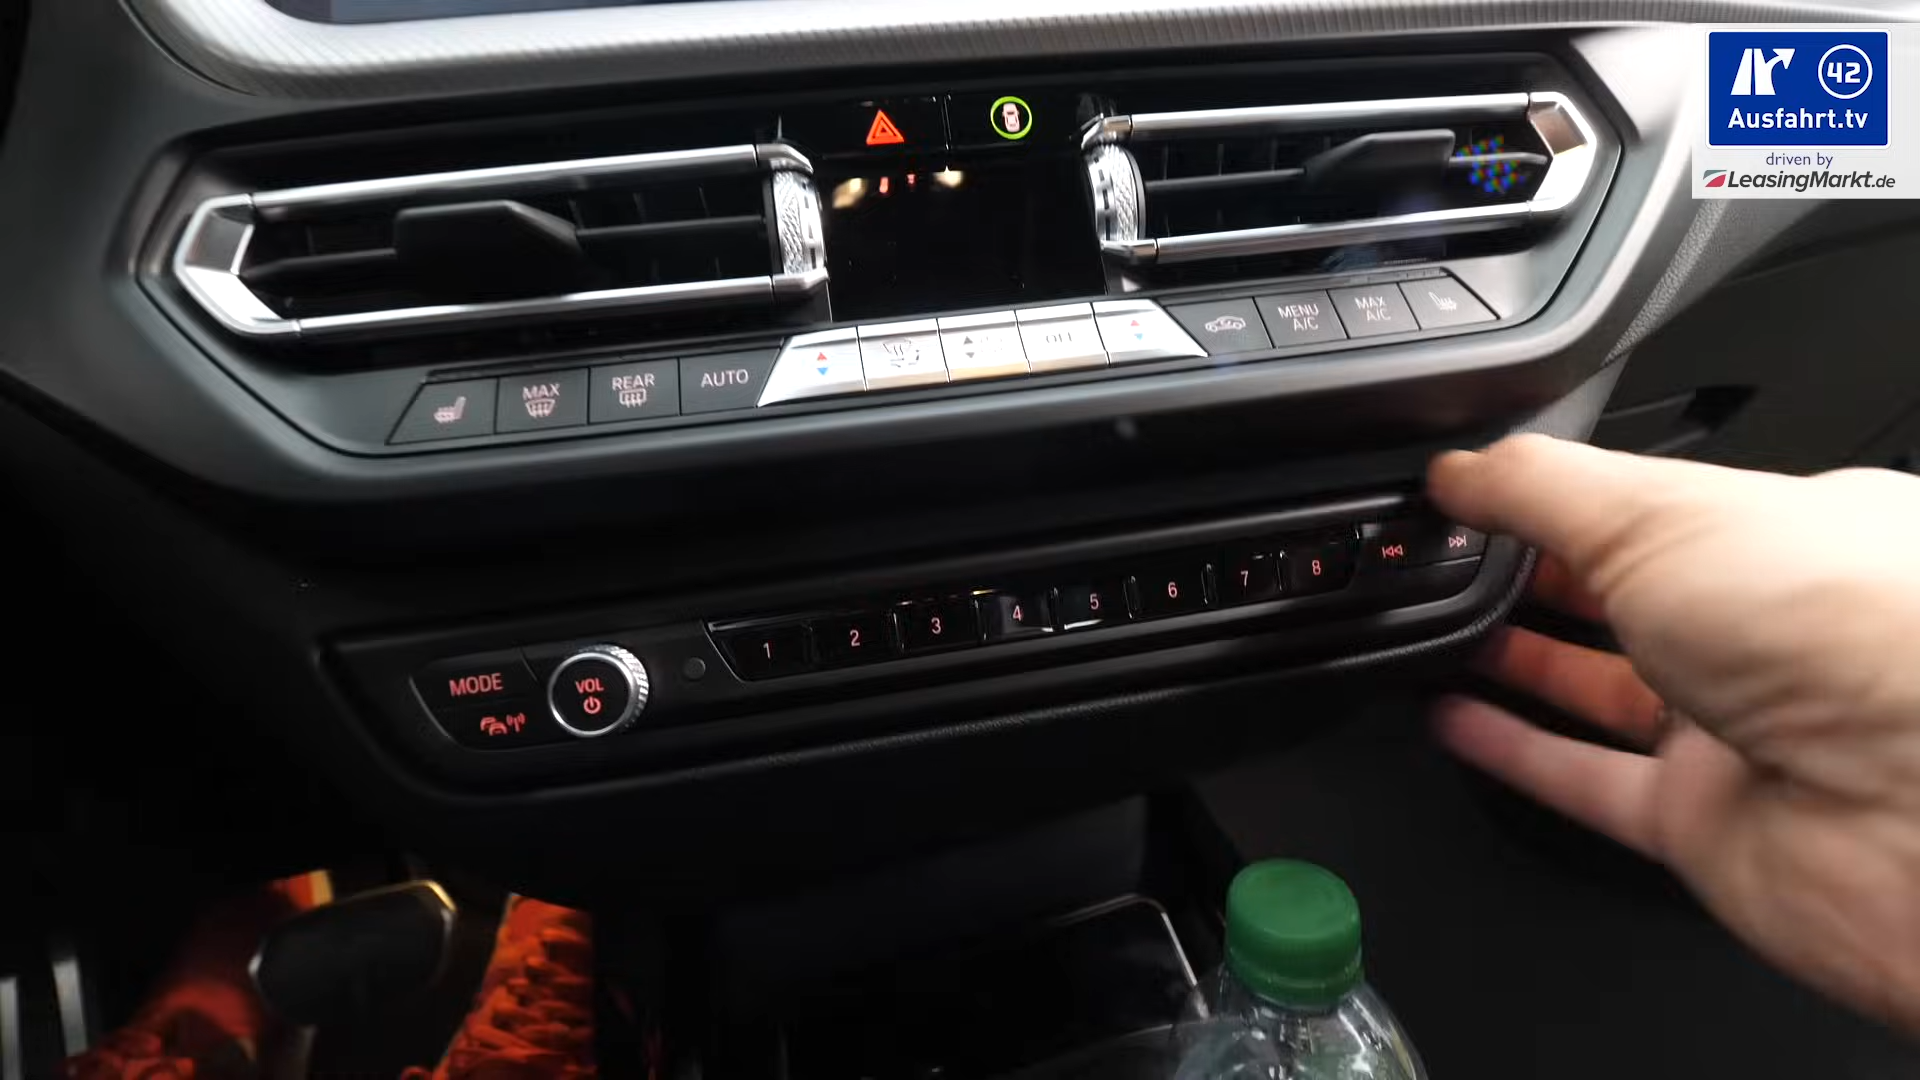 42
Ausfahrt.tv
driven by
LeasingMarkt.de
MAX
REAR
AUTO
OFF
MENU
A/C
MAX
A/C
MODE
VOL
1
2
3
4
5
6
7
8